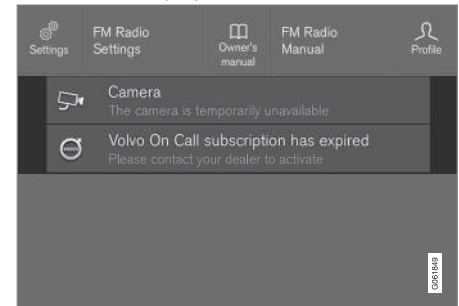 Settings
FM Radio
Settings
Owner's
manual
FM Radio
Manual
Profile
Camera
The camera is temporarily unavailable
Volvo On Call subscription has expired
Please contact your dealer to activate
G061849